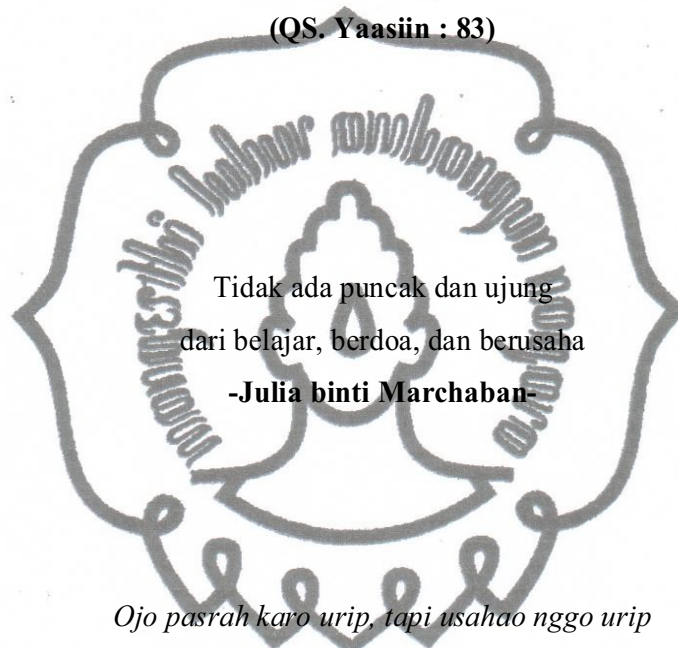 (QS. Yaasiin : 83)
Tidak ada puncak dan ujung
dari belajar, berdoa, dan berusaha
-Julia binti Marchaban-
Ojo pasrah karo urip, tapi usahao nggo urip